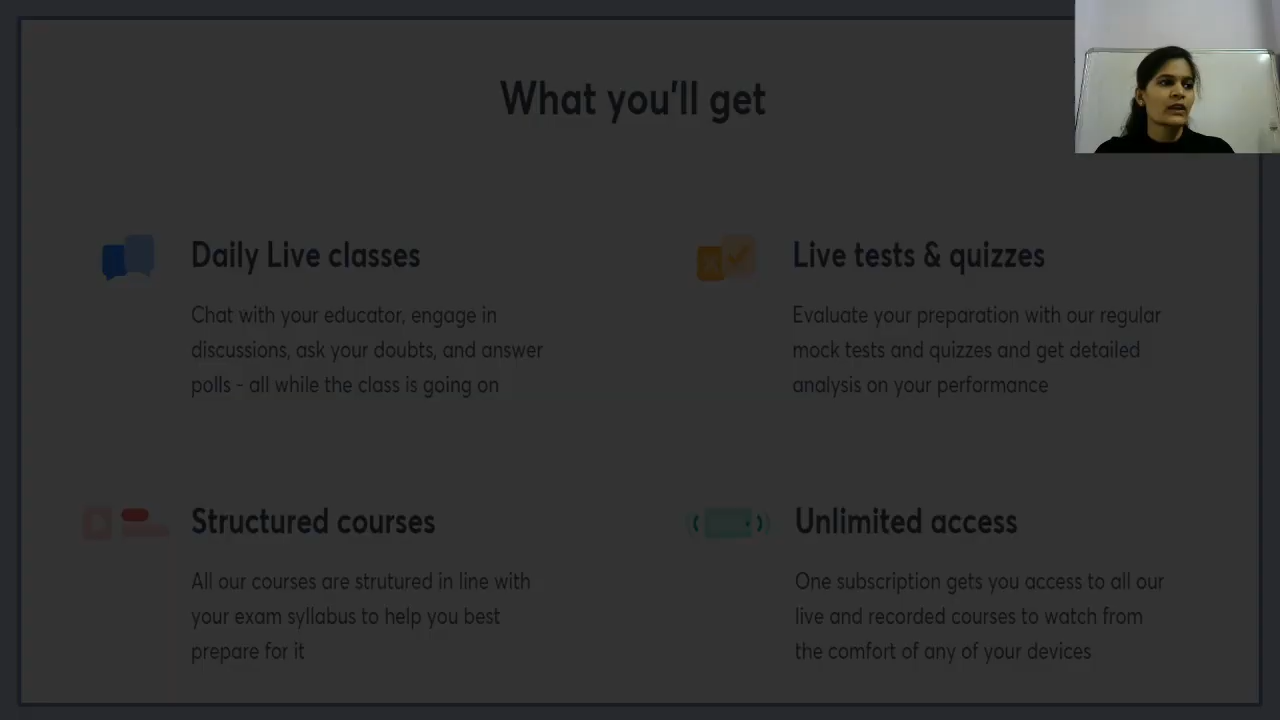 What you'll get
Daily Live classes
Chat with your educator, engage in
discussions, ask your doubts, and answer
polls - all while the class is going on
Live tests & quizzes
Evaluate your preparation with our regular
mock tests and quizzes and get detailed
analysis on your performance
Structured courses
All our courses are strutured in line with
your exam syllabus to help you best
prepare for it
Unlimited access
One subscription gets you access to all our
live and recorded courses to watch from
the comfort of any of your devices